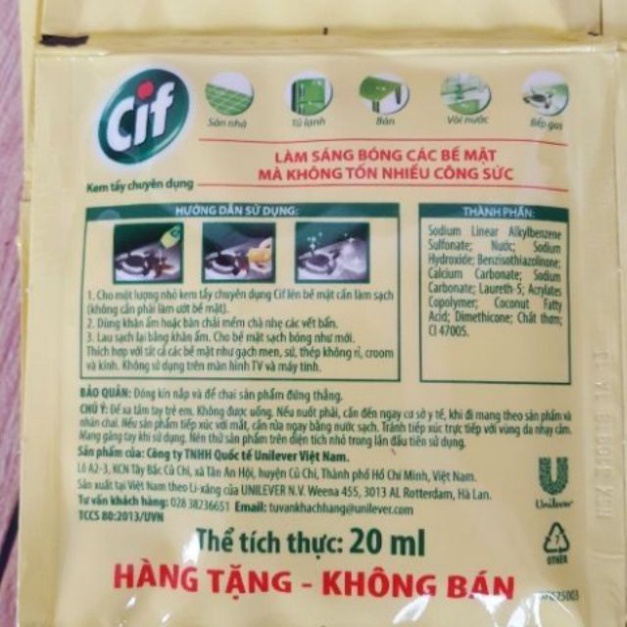 Cif
Sàn nhà
Tủ lạnh
Bàn
Vòi nước
Bếp gas
LÀM SÁNG BÓNG CÁC BỀ MẶT
MÀ KHÔNG TỐN NHIỀU CÔNG SỨC
Kem tẩy chuyên dụng
HƯỚNG DẪN SỬ DỤNG:
1. Cho một lượng nhỏ kem tẩy chuyên dụng Cif lên bề mặt cần làm sạch
(không cần phải làm ướt bề mặt).
2. Dùng khăn ẩm hoặc bàn chải mềm chà nhẹ các vết bẩn.
3. Lau sạch lại bằng khăn ẩm. Cho bề mặt sạch bóng như mới.
Thích hợp với tất cả các bề mặt như gạch men, sứ, thép không rỉ, croom
và kính. Không sử dụng trên màn hình TV và máy tính.
THÀNH PHẦN:
Sodium Linear Alkylbenzene
Sulfonate; Nước; Sodium
Hydroxide; Benzisothiazolinone;
Calcium Carbonate; Sodium
Carbonate; Laureth-5; Acrylates
Copolymer; Coconut Fatty
Acid; Dimethicone; Chất thơm;
CI 47005.
BẢO QUẢN: Đóng kín nắp và để chai sản phẩm đứng thẳng.
CHÚ Ý: Để xa tầm tay trẻ em. Không được uống. Nếu nuốt phải, cần đến ngay cơ sở y tế, khi đi mang theo sản phẩm và
nhãn chai. Nếu sản phẩm tiếp xúc với mắt, cần rửa ngay bằng nước sạch. Tránh tiếp xúc trực tiếp với vùng da nhạy cảm.
Mang găng tay khi sử dụng. Nên thử sản phẩm trên diện tích nhỏ trong lần đầu tiên sử dụng.
Sản phẩm của: Công ty TNHH Quốc tế Unilever Việt Nam.
Lô A2-3, KCN Tây Bắc Củ Chi, xã Tân An Hội, huyện Củ Chi, Thành phố Hồ Chí Minh, Việt Nam.
Sản xuất tại Việt Nam theo Li-xăng của UNILEVER N.V. Weena 455, 3013 AL Rotterdam, Hà Lan.
Tư vấn khách hàng: 028 38236651 Email: tuvankhachhang@unilever.com
TCCS 80:2013/UVN
Unilever
7
OTHER
Thể tích thực: 20 ml
HÀNG TẶNG - KHÔNG BÁN